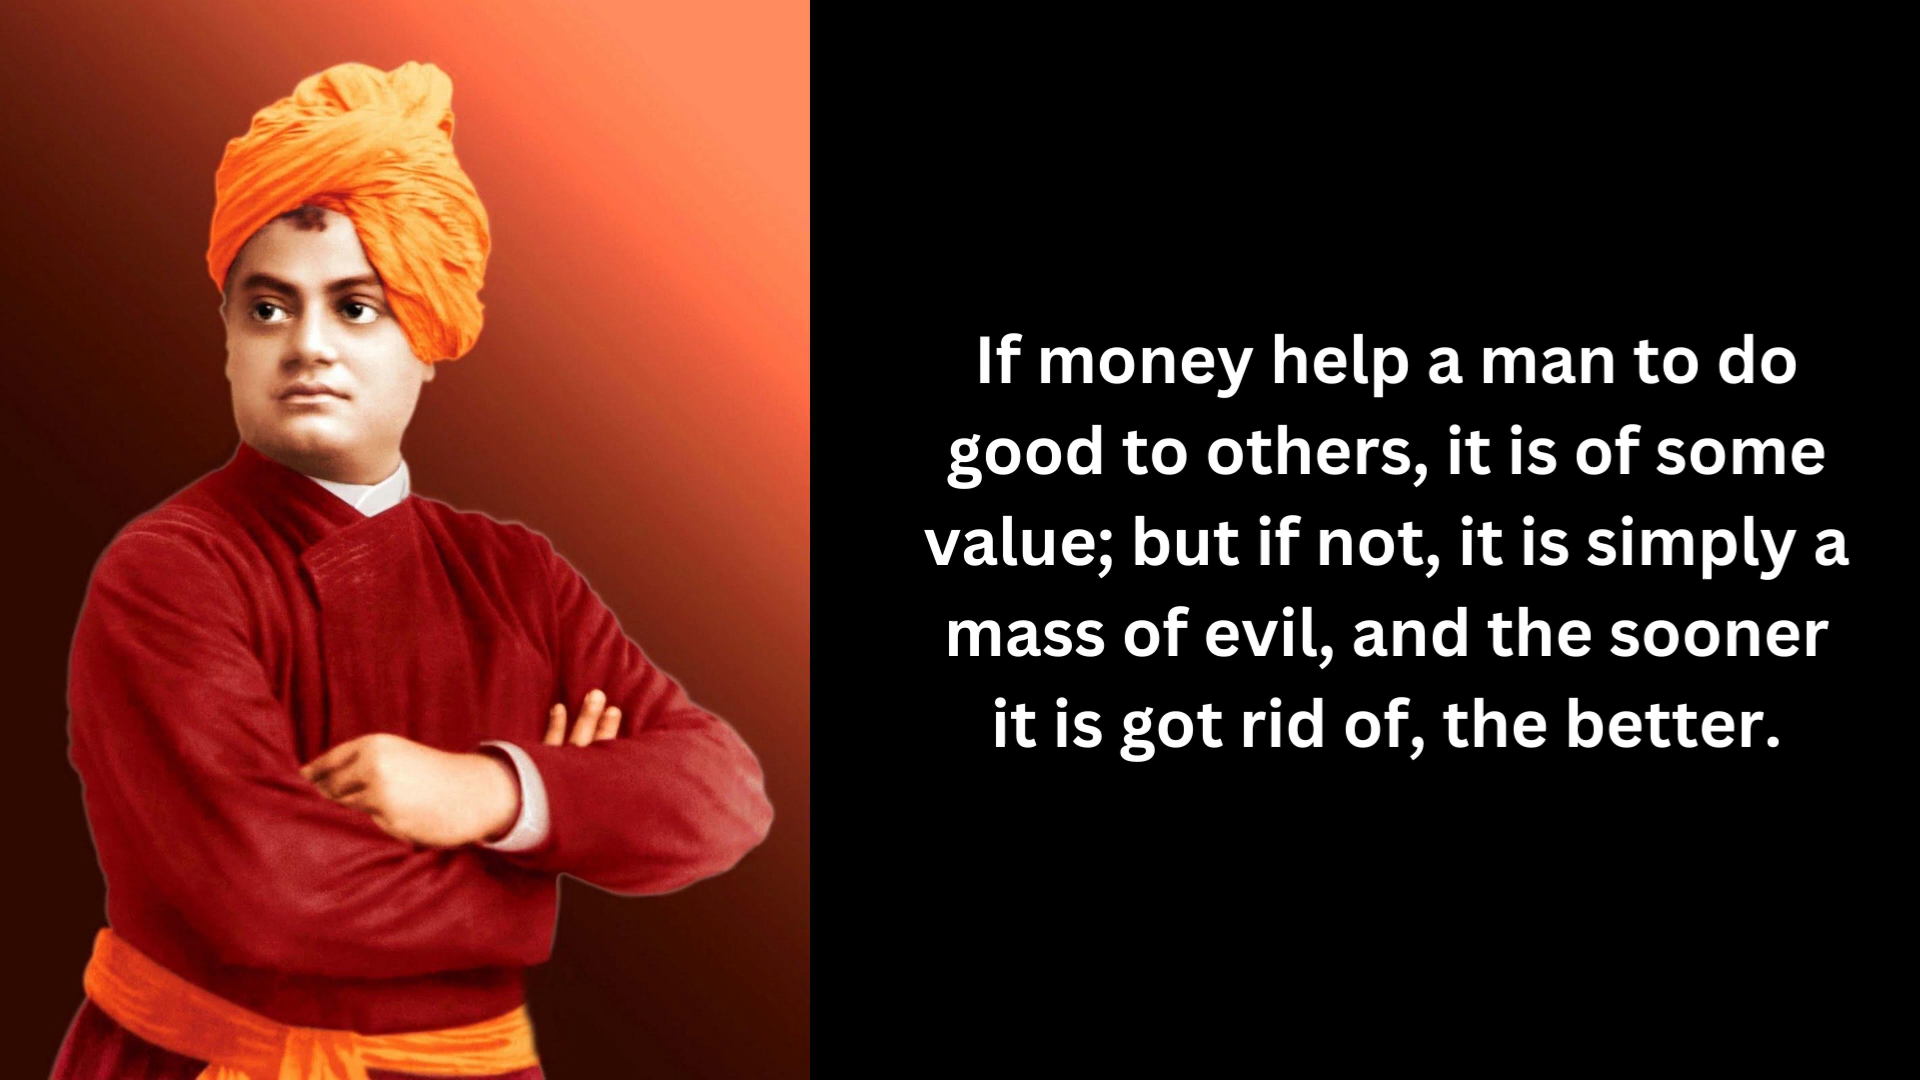 If money help a man to do
good to others, it is of some
value; but if not, it is simply a
mass of evil, and the sooner
it is got rid of, the better.